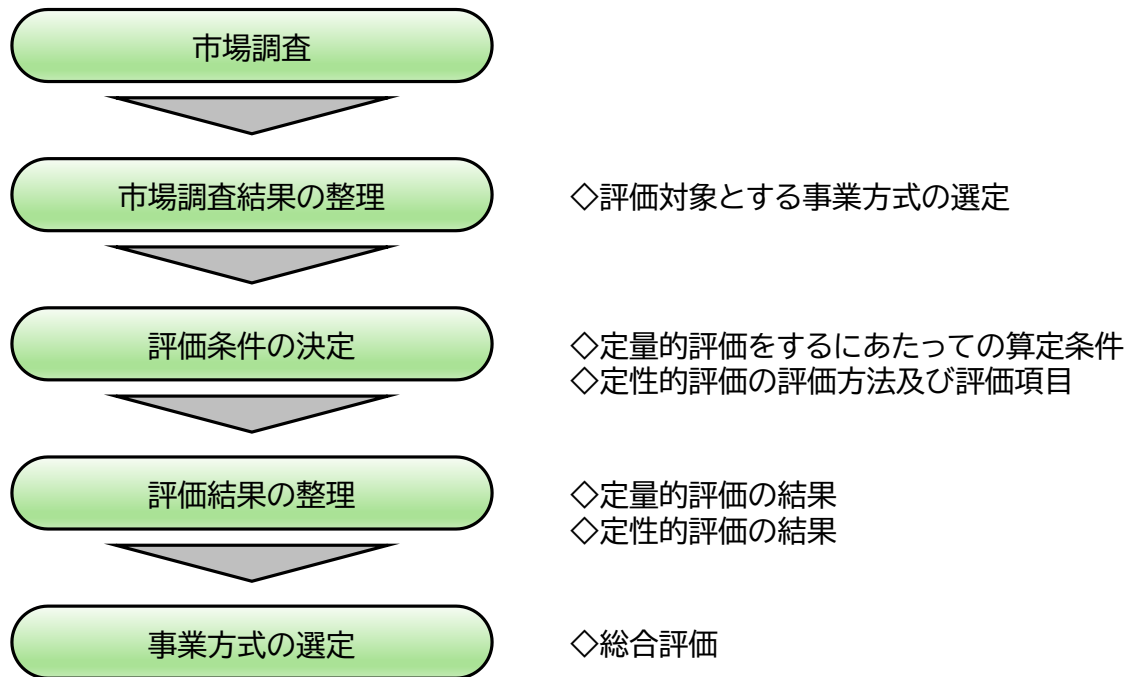 市場調査
市場調査結果の整理
◇評価対象とする事業方式の選定
評価条件の決定
◇定量的評価をするにあたっての算定条件
◇定性的評価の評価方法及び評価項目
評価結果の整理
◇定量的評価の結果
◇定性的評価の結果
事業方式の選定
◇総合評価